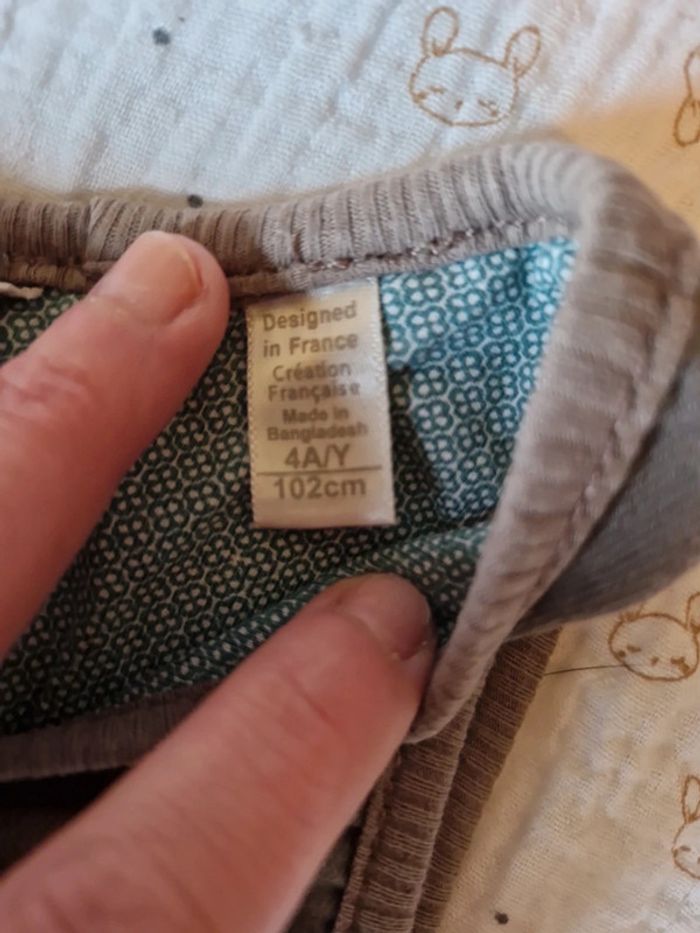 Designed
in France
Création
Française
Made in
Bangladesh
4A/Y
102cm